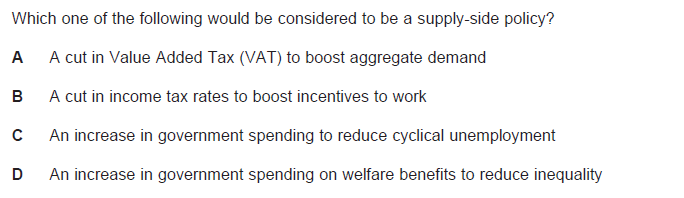 Which one of the following would be considered to be a supply-side policy?
A A cut in Value Added Tax (VAT) to boost aggregate demand
B A cut in income tax rates to boost incentives to work
C An increase in government spending to reduce cyclical unemployment
D An increase in government spending on welfare benefits to reduce inequality